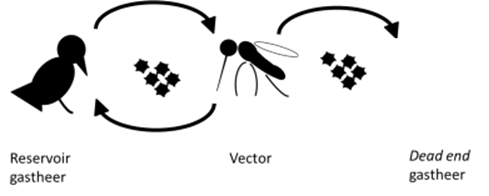 Reservoir
gastheer
Vector
Dead end
gastheer